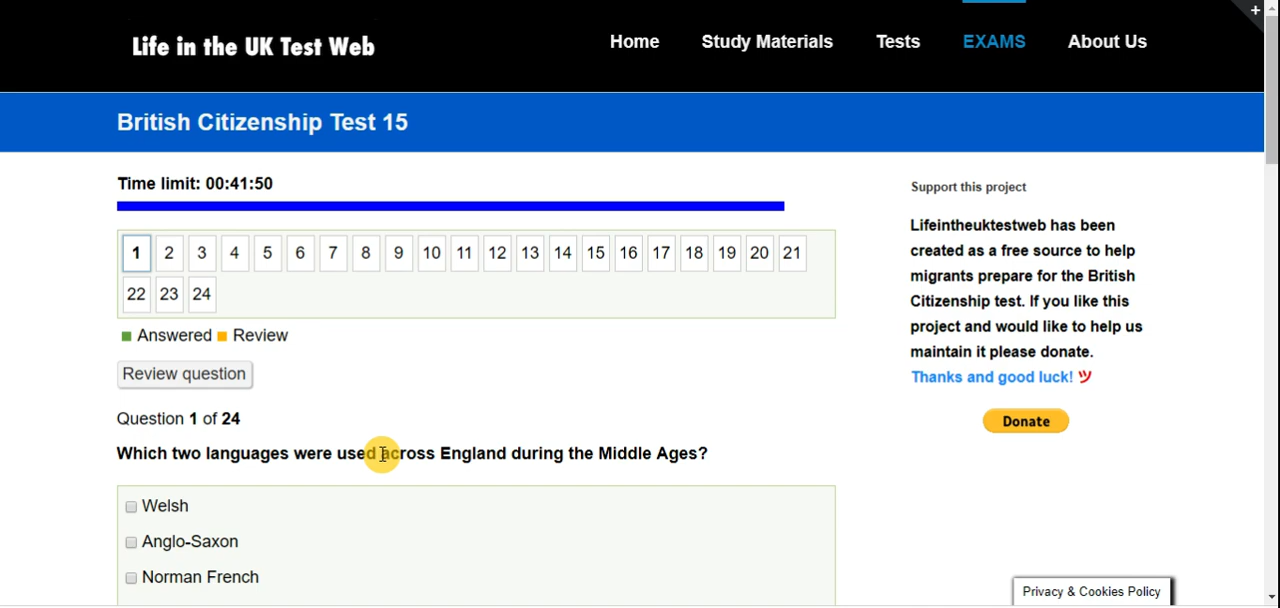 Life in the UK Test Web
Home Study Materials Tests EXAMS About Us
+
British Citizenship Test 15
Time limit: 00:41:50
1 2 3 4 5 6 7 8 9 10 11 12 13 14 15 16 17 18 19 20 21
22 23 24
Answered Review
Review question
Question 1 of 24
Which two languages were used across England during the Middle Ages?
Welsh
Anglo-Saxon
Norman French
Support this project
Lifeintheuktestweb has been
created as a free source to help
migrants prepare for the British
Citizenship test. If you like this
project and would like to help us
maintain it please donate.
Thanks and good luck! ツ
Donate
Privacy & Cookies Policy